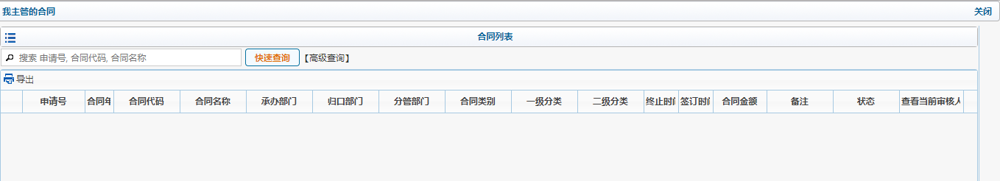 我主管的合同 关闭
合同列表
搜索 申请号, 合同代码, 合同名称 快速查询 【高级查询】
导出
申请号 合同年 合同代码 合同名称 承办部门 归口部门 分管部门 合同类别 一级分类 二级分类 终止时间 签订时间 合同金额 备注 状态 查看当前审核人